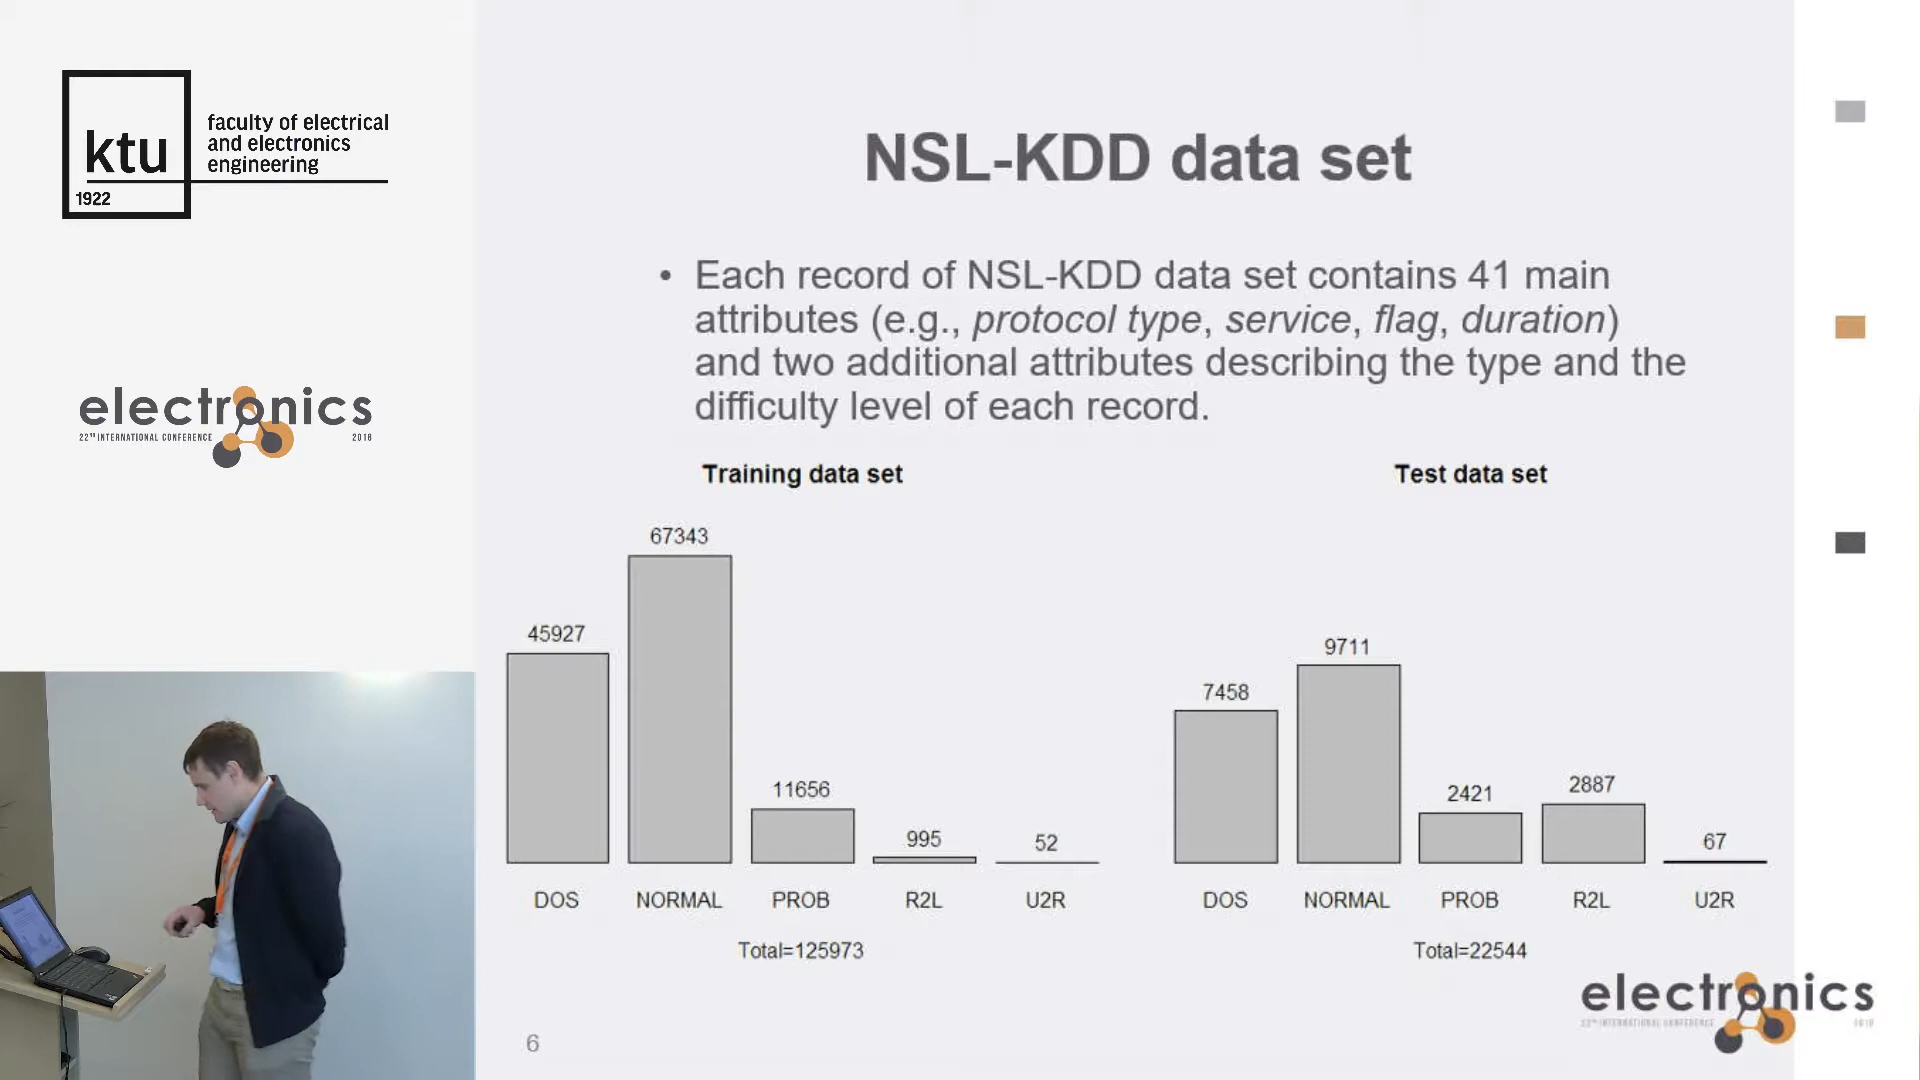 ktu
1922
faculty of electrical
and electronics
engineering
electronics
22ND INTERNATIONAL CONFERENCE 2018
NSL-KDD data set
• Each record of NSL-KDD data set contains 41 main
attributes (e.g., protocol type, service, flag, duration)
and two additional attributes describing the type and the
difficulty level of each record.
Training data set
67343
45927
11656
995
52
DOS NORMAL PROB R2L U2R
Total=125973
Test data set
9711
7458
2421
2887
67
DOS NORMAL PROB R2L U2R
Total=22544
electronics
22ND INTERNATIONAL CONFERENCE 2018
6